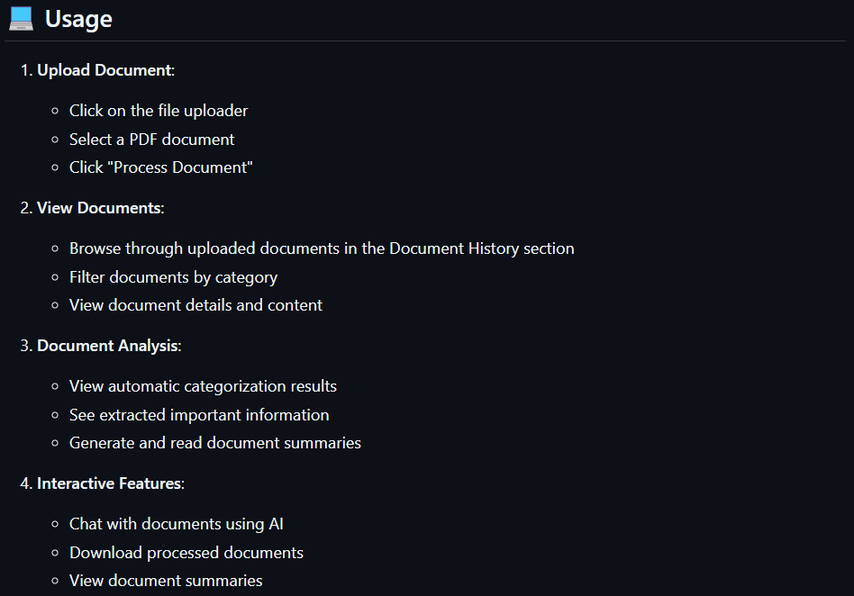 Usage
1. Upload Document:
Click on the file uploader
Select a PDF document
Click "Process Document"
2. View Documents:
Browse through uploaded documents in the Document History section
Filter documents by category
View document details and content
3. Document Analysis:
View automatic categorization results
See extracted important information
Generate and read document summaries
4. Interactive Features:
Chat with documents using AI
Download processed documents
View document summaries